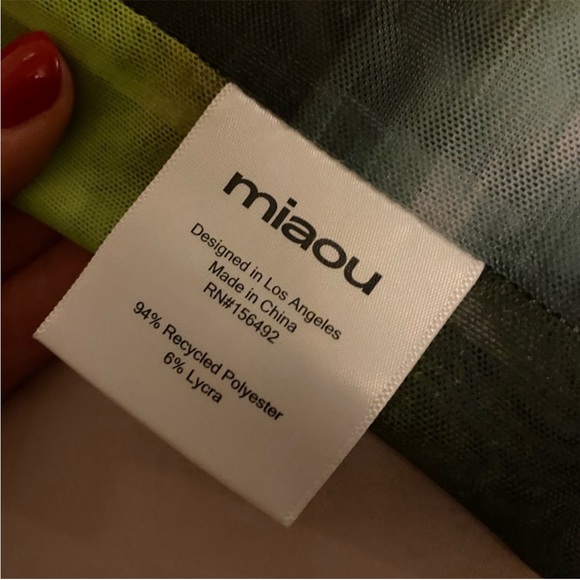 miaou
Designed in Los Angeles
Made in China
RN#156492
94% Recycled Polyester
6% Lycra